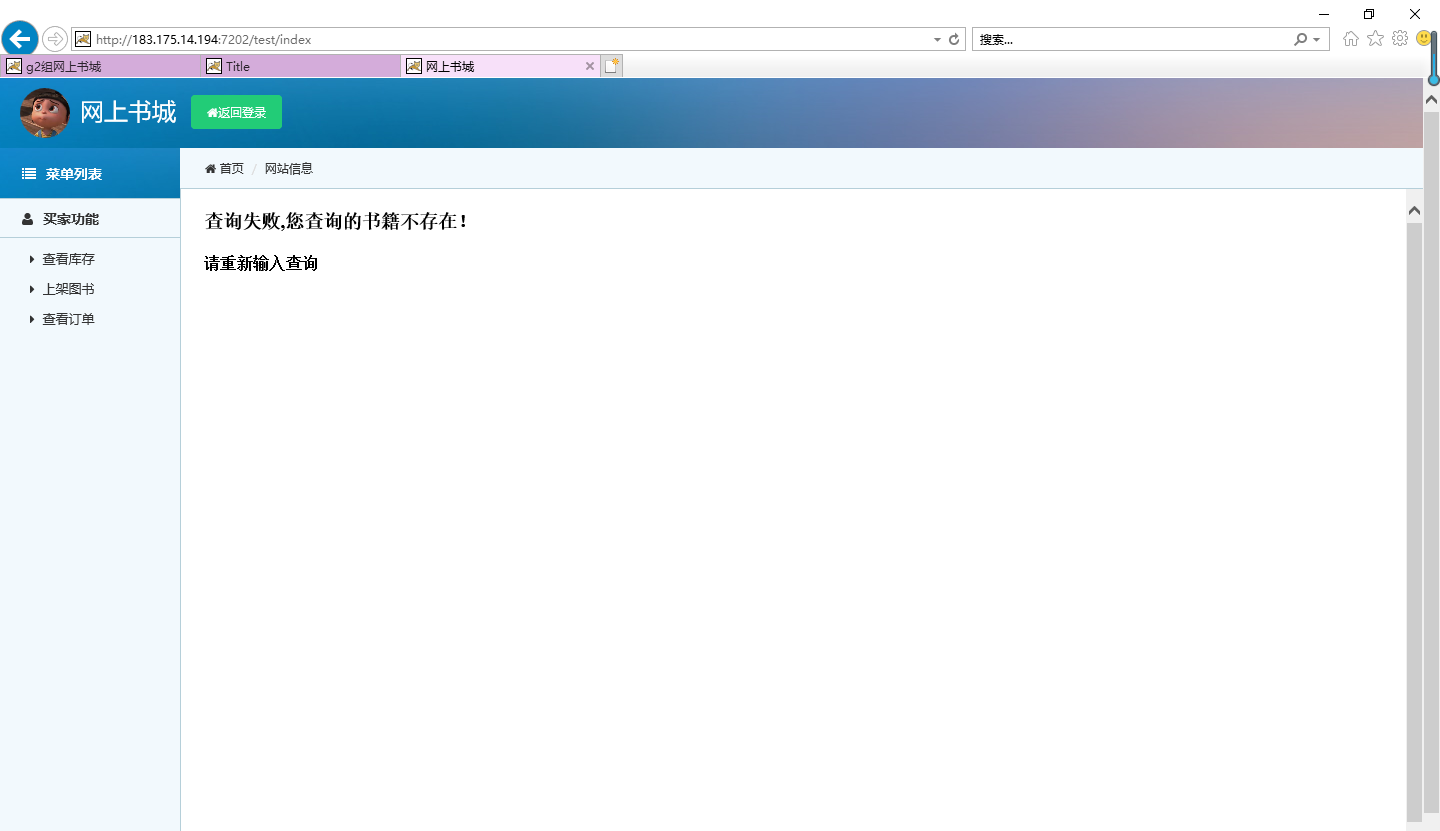 http://183.175.14.194:7202/test/index
搜索...
g2组网上书城
Title
网上书城
网上书城
返回登录
菜单列表
首页 / 网站信息
买家功能
查看库存
上架图书
查看订单
查询失败,您查询的书籍不存在!
请重新输入查询